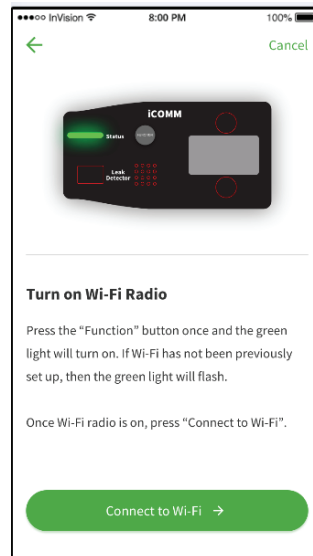 InVision 8:00 PM 100%
Cancel
iCOMM
Status
Leak
Detector
Turn on Wi-Fi Radio
Press the “Function” button once and the green
light will turn on. If Wi-Fi has not been previously
set up, then the green light will flash.
Once Wi-Fi radio is on, press “Connect to Wi-Fi”.
Connect to Wi-Fi